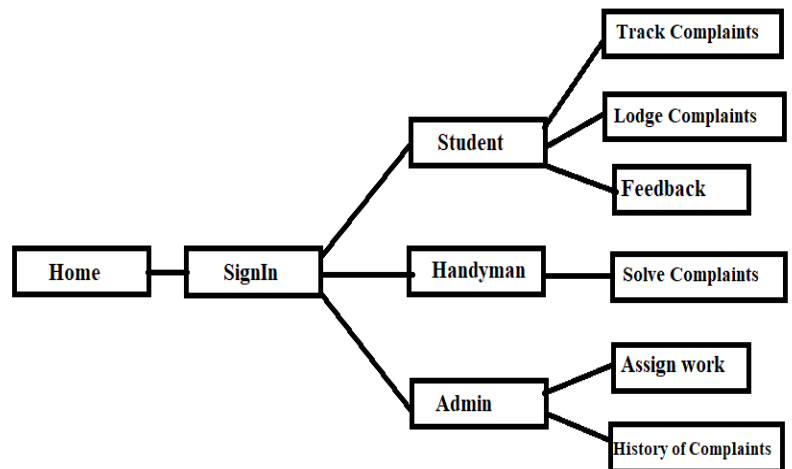 Track Complaints
Lodge Complaints
Student
Feedback
Home
SignIn
Handyman
Solve Complaints
Assign work
Admin
History of Complaints